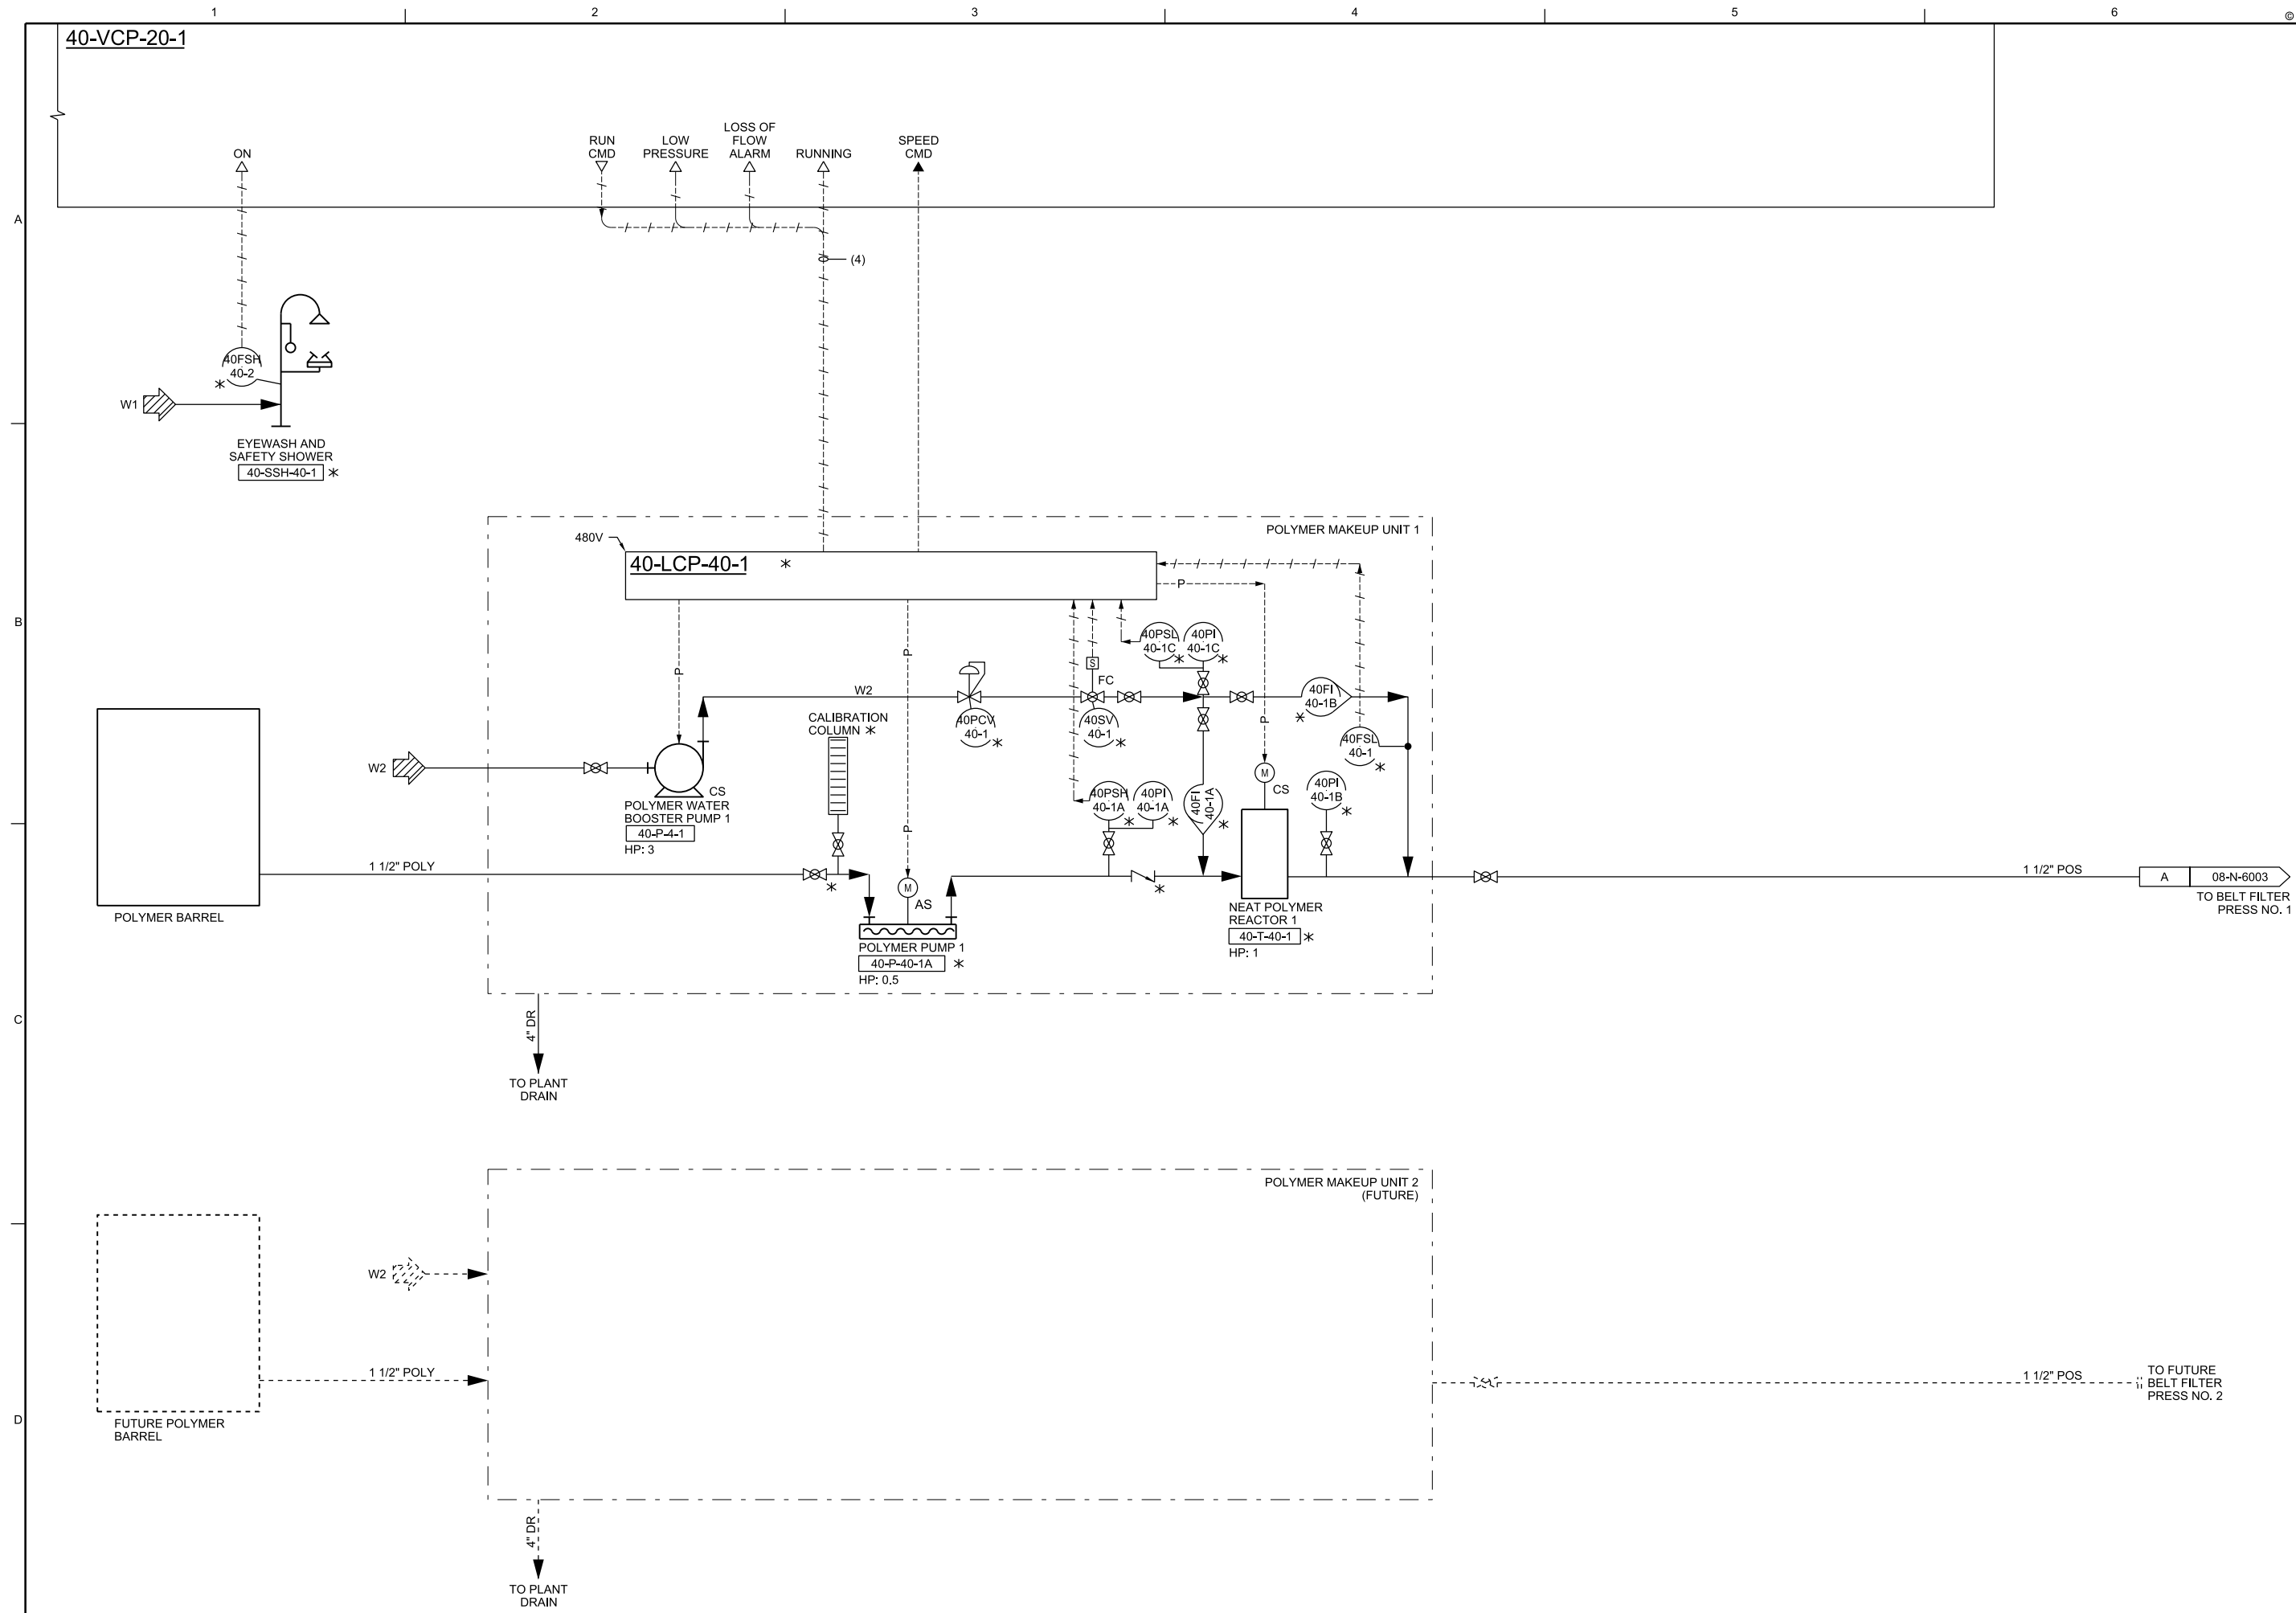 1
2
3
4
5
6
©
40-VCP-20-1
ON
RUN
CMD
LOW
PRESSURE
LOSS OF
FLOW
ALARM
RUNNING
SPEED
CMD
A
(4)
40FSH
40-2
*
W1
EYEWASH AND
SAFETY SHOWER
40-SSH-40-1 *
POLYMER MAKEUP UNIT 1
480V
40-LCP-40-1 *
P
B
40PSL
40-1C
*
40PI
40-1C
*
S
FC
P
P
W2
40PCV
40-1
*
40SV
40-1
*
40FI
40-1B
*
P
40FSL
40-1
*
CALIBRATION
COLUMN *
W2
CS
POLYMER WATER
BOOSTER PUMP 1
40-P-4-1
HP: 3
40PSH
40-1A
*
40PI
40-1A
*
40FI
40-1A
*
M
CS
40PI
40-1B
*
P
1 1/2" POLY
*
M
AS
*
1 1/2" POS
A
08-N-6003
TO BELT FILTER
PRESS NO. 1
POLYMER BARREL
POLYMER PUMP 1
40-P-40-1A *
HP: 0.5
NEAT POLYMER
REACTOR 1
40-T-40-1 *
HP: 1
C
4" DR
TO PLANT
DRAIN
POLYMER MAKEUP UNIT 2
(FUTURE)
W2
1 1/2" POLY
1 1/2" POS
TO FUTURE
BELT FILTER
PRESS NO. 2
D
FUTURE POLYMER
BARREL
4" DR
TO PLANT
DRAIN